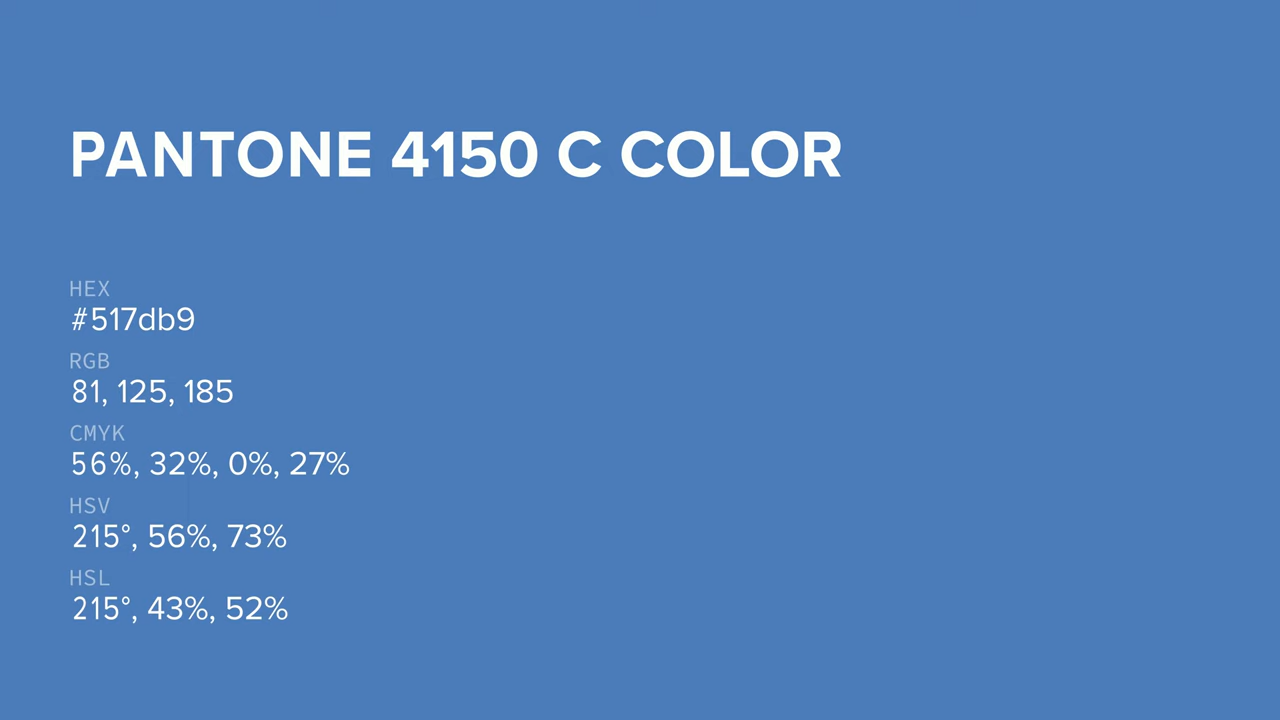 PANTONE 4150 C COLOR
HEX
#517db9
RGB
81, 125, 185
CMYK
56%, 32%, 0%, 27%
HSV
215°, 56%, 73%
HSL
215°, 43%, 52%